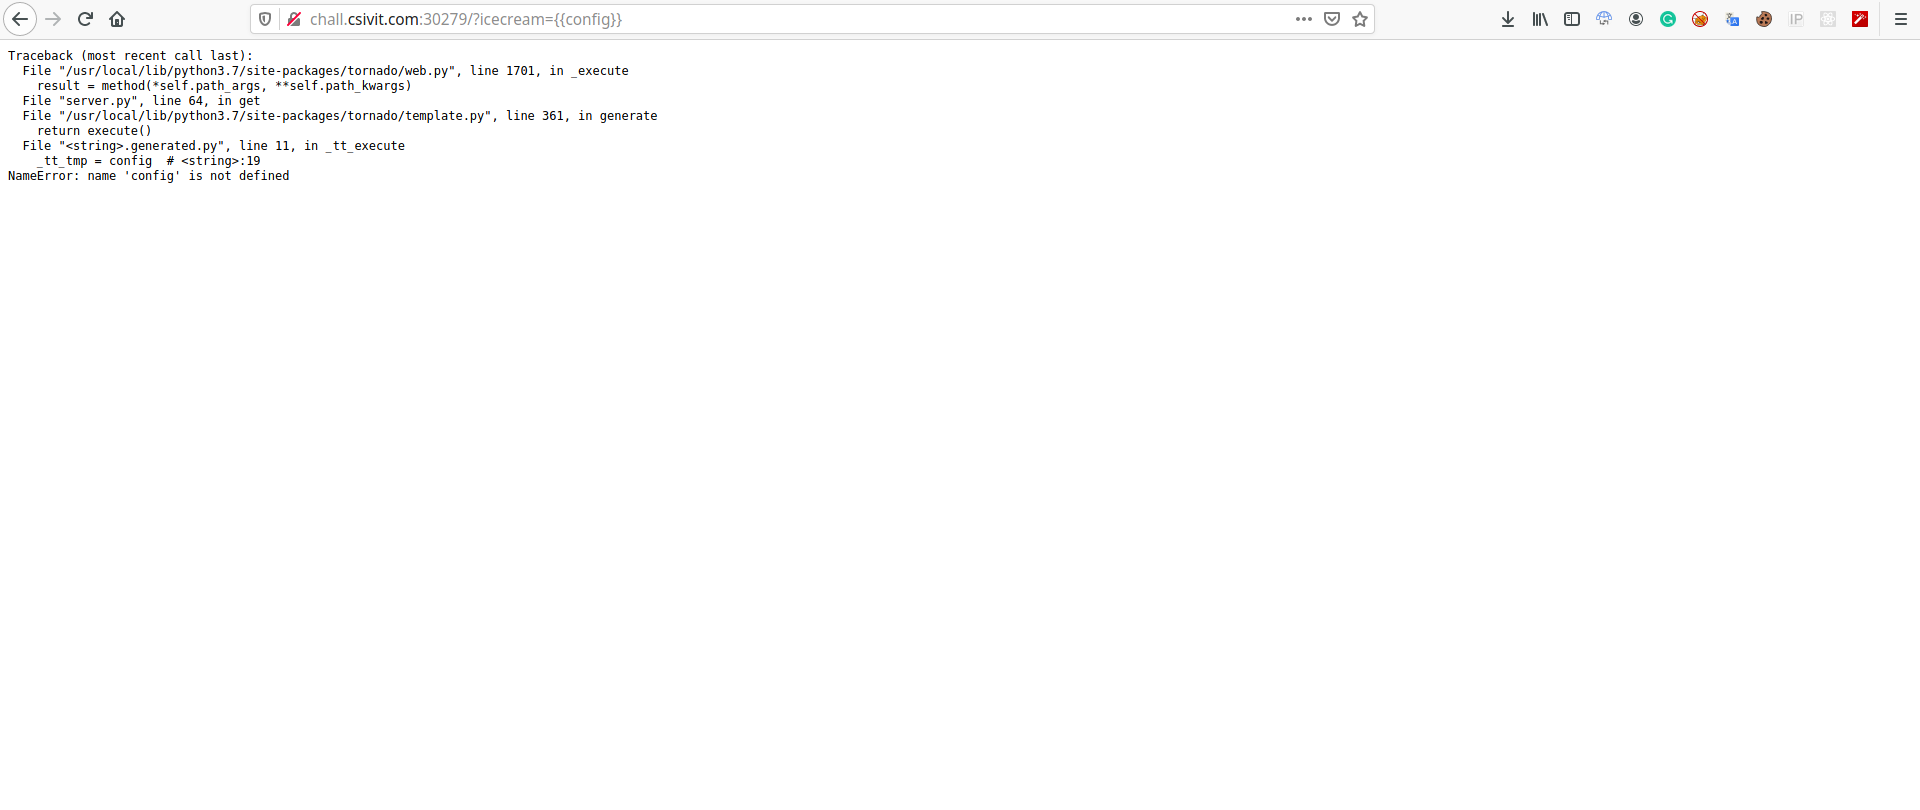 chall.csivit.com:30279/?icecream={{config}}
IP
Traceback (most recent call last):
  File "/usr/local/lib/python3.7/site-packages/tornado/web.py", line 1701, in _execute
    result = method(*self.path_args, **self.path_kwargs)
  File "server.py", line 64, in get
  File "/usr/local/lib/python3.7/site-packages/tornado/template.py", line 361, in generate
    return execute()
  File "<string>.generated.py", line 11, in _tt_execute
    _tt_tmp = config  # <string>:19
NameError: name 'config' is not defined